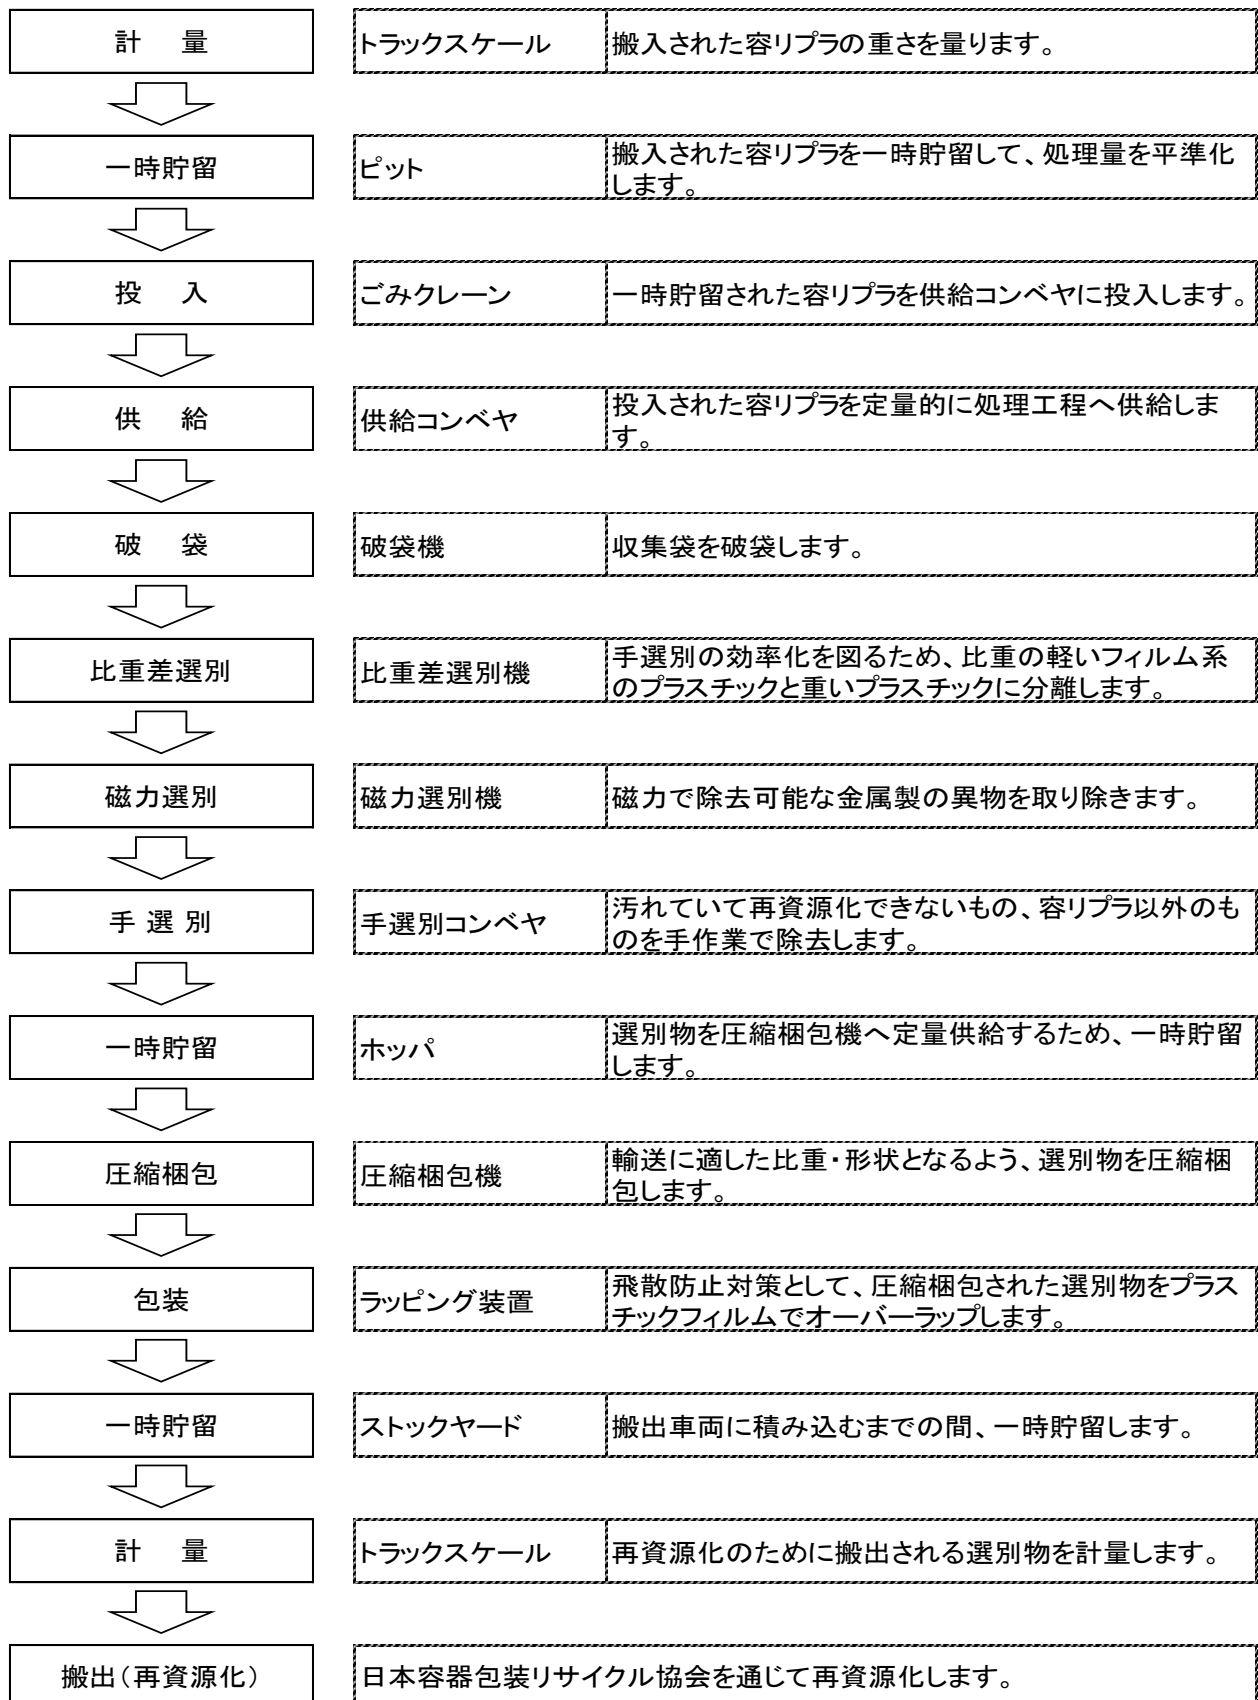 計 量
トラックスケール
搬入された容リプラの重さを量ります。
一時貯留
ピット
搬入された容リプラを一時貯留して、処理量を平準化
します。
投 入
ごみクレーン
一時貯留された容リプラを供給コンベヤに投入します。
供 給
供給コンベヤ
投入された容リプラを定量的に処理工程へ供給しま
す。
破 袋
破袋機
収集袋を破袋します。
比重差選別
比重差選別機
手選別の効率化を図るため、比重の軽いフィルム系
のプラスチックと重いプラスチックに分離します。
磁力選別
磁力選別機
磁力で除去可能な金属製の異物を取り除きます。
手 選 別
手選別コンベヤ
汚れていて再資源化できないもの、容リプラ以外のも
のを手作業で除去します。
一時貯留
ホッパ
選別物を圧縮梱包機へ定量供給するため、一時貯留
します。
圧縮梱包
圧縮梱包機
輸送に適した比重・形状となるよう、選別物を圧縮梱
包します。
包装
ラッピング装置
飛散防止対策として、圧縮梱包された選別物をプラス
チックフィルムでオーバーラップします。
一時貯留
ストックヤード
搬出車両に積み込むまでの間、一時貯留します。
計 量
トラックスケール
再資源化のために搬出される選別物を計量します。
搬出(再資源化)
日本容器包装リサイクル協会を通じて再資源化します。